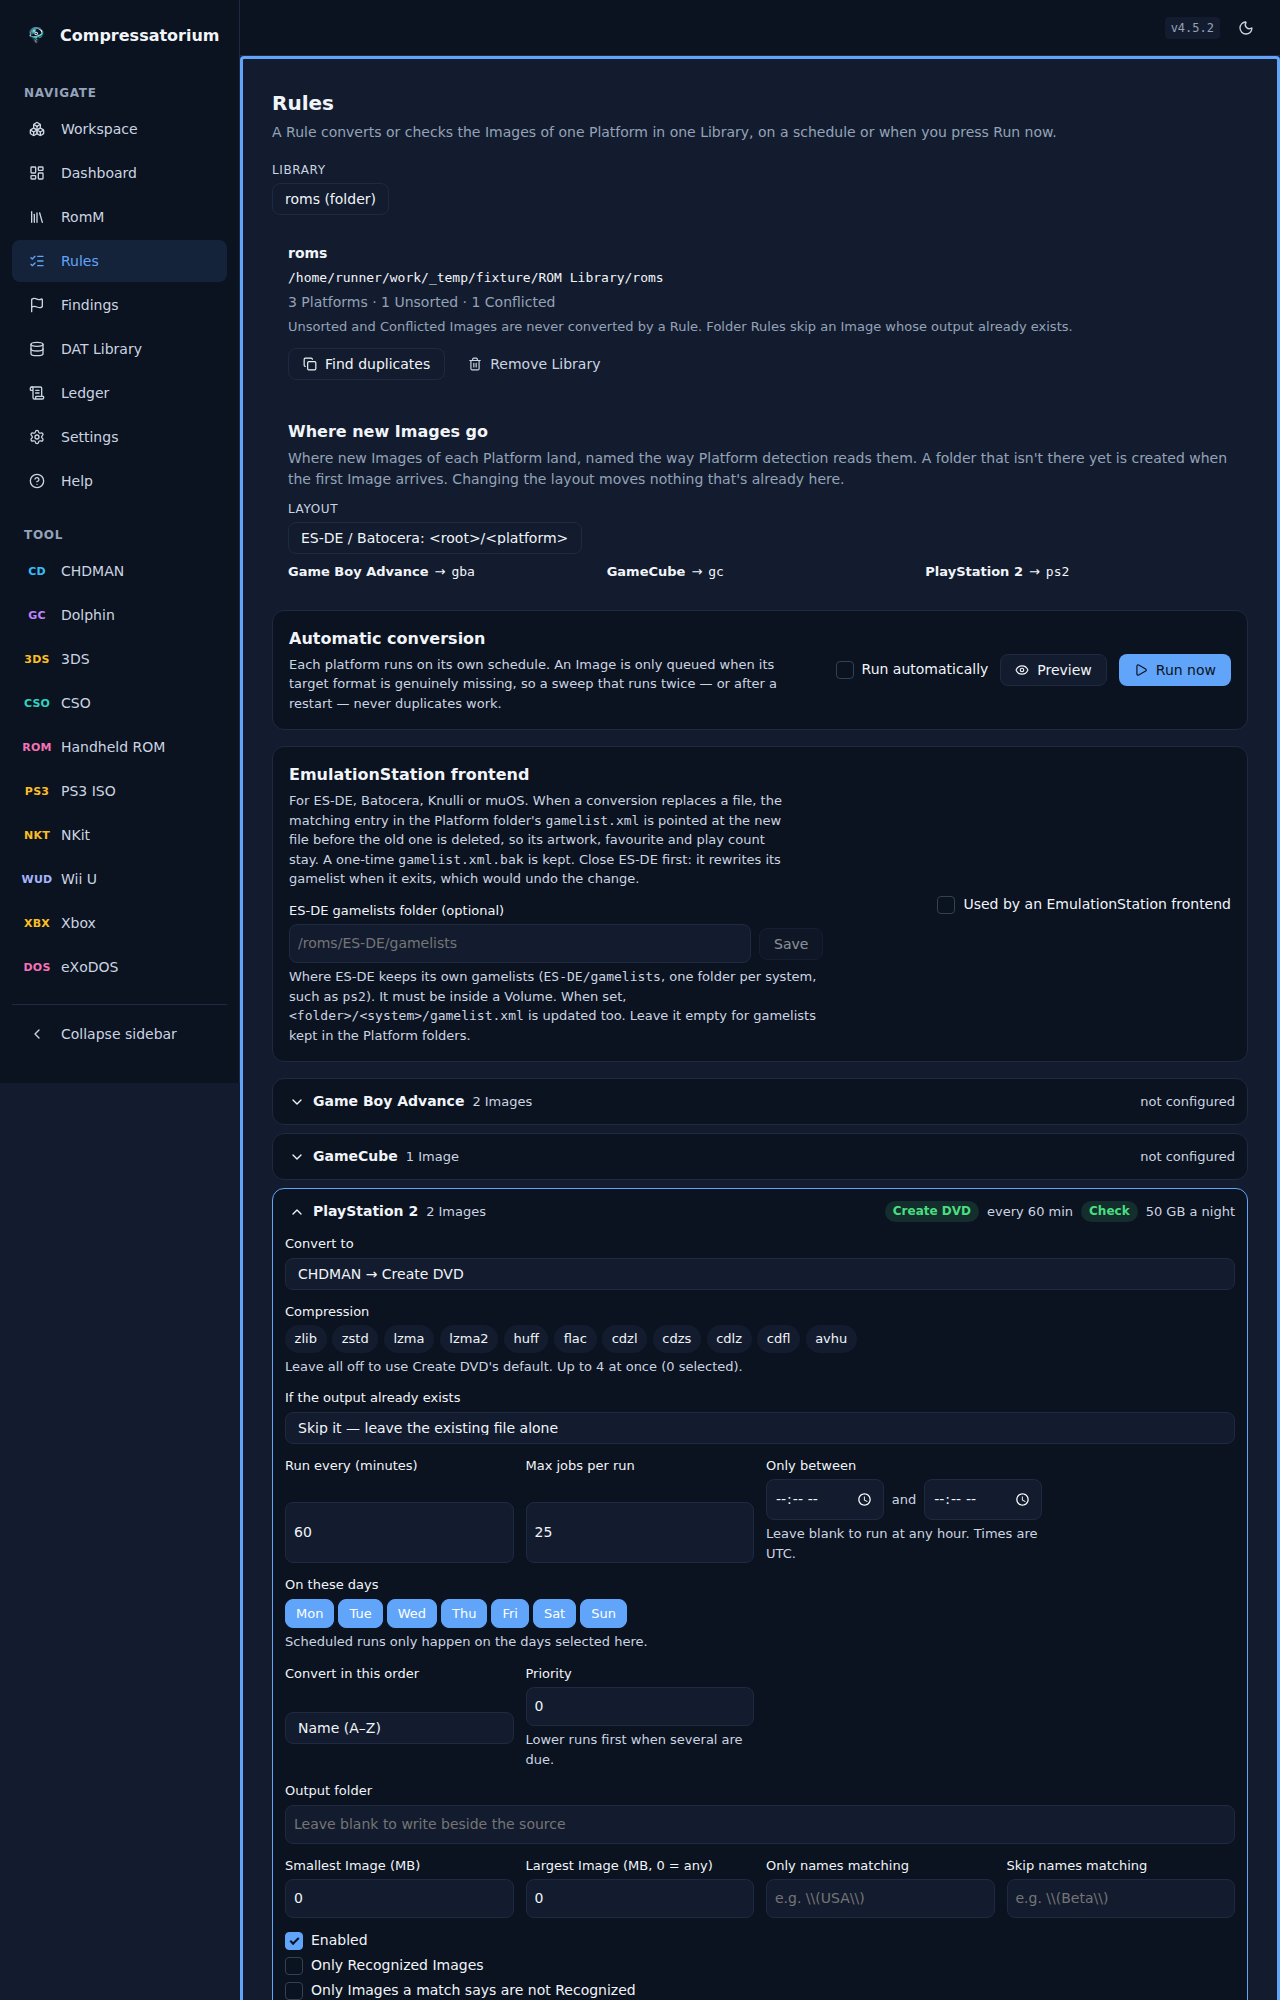 Compressatorium
v4.5.2
NAVIGATE
Workspace
Dashboard
RomM
Rules
Findings
DAT Library
Ledger
Settings
Help
TOOL
CD CHDMAN
GC Dolphin
3DS 3DS
CSO CSO
ROM Handheld ROM
PS3 PS3 ISO
NKT NKit
WUD Wii U
XBX Xbox
DOS eXoDOS
Collapse sidebar
Rules
A Rule converts or checks the Images of one Platform in one Library, on a schedule or when you press Run now.
LIBRARY
roms (folder)
roms
/home/runner/work/_temp/fixture/ROM Library/roms
3 Platforms · 1 Unsorted · 1 Conflicted
Unsorted and Conflicted Images are never converted by a Rule. Folder Rules skip an Image whose output already exists.
Find duplicates Remove Library
Where new Images go
Where new Images of each Platform land, named the way Platform detection reads them. A folder that isn't there yet is created when
the first Image arrives. Changing the layout moves nothing that's already here.
LAYOUT
ES-DE / Batocera: <root>/<platform>
Game Boy Advance → gba GameCube → gc PlayStation 2 → ps2
Automatic conversion
Each platform runs on its own schedule. An Image is only queued when its
target format is genuinely missing, so a sweep that runs twice — or after a
restart — never duplicates work.
Run automatically Preview Run now
EmulationStation frontend
For ES-DE, Batocera, Knulli or muOS. When a conversion replaces a file, the
matching entry in the Platform folder's gamelist.xml is pointed at the new
file before the old one is deleted, so its artwork, favourite and play count
stay. A one-time gamelist.xml.bak is kept. Close ES-DE first: it rewrites its
gamelist when it exits, which would undo the change.
ES-DE gamelists folder (optional)
/roms/ES-DE/gamelists Save
Where ES-DE keeps its own gamelists (ES-DE/gamelists, one folder per system,
such as ps2). It must be inside a Volume. When set,
<folder>/<system>/gamelist.xml is updated too. Leave it empty for gamelists
kept in the Platform folders.
Used by an EmulationStation frontend
Game Boy Advance 2 Images not configured
GameCube 1 Image not configured
PlayStation 2 2 Images Create DVD every 60 min Check 50 GB a night
Convert to
CHDMAN → Create DVD
Compression
zlib zstd lzma lzma2 huff flac cdzl cdzs cdlz cdfl avhu
Leave all off to use Create DVD's default. Up to 4 at once (0 selected).
If the output already exists
Skip it — leave the existing file alone
Run every (minutes) Max jobs per run Only between
60 25 --:-- -- and --:-- --
Leave blank to run at any hour. Times are
UTC.
On these days
Mon Tue Wed Thu Fri Sat Sun
Scheduled runs only happen on the days selected here.
Convert in this order Priority
Name (A–Z) 0
Lower runs first when several are
due.
Output folder
Leave blank to write beside the source
Smallest Image (MB) Largest Image (MB, 0 = any) Only names matching Skip names matching
0 0 e.g. \\(USA\\) e.g. \\(Beta\\)
Enabled
Only Recognized Images
Only Images a match says are not Recognized